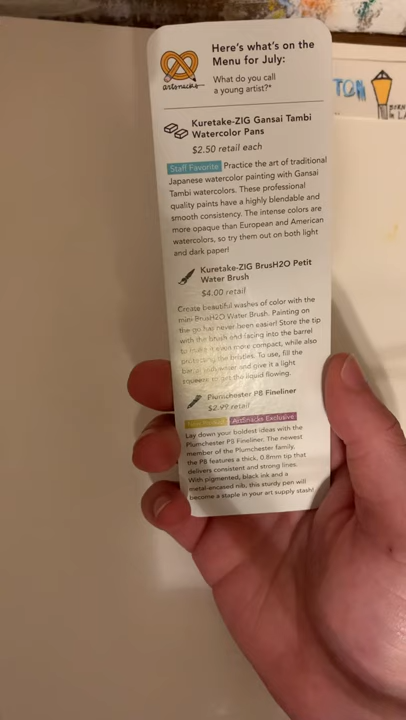 artsnacks
Here's what's on the
Menu for July:
What do you call
a young artist?*
Kuretake-ZIG Gansai Tambi
Watercolor Pans
$2.50 retail each
Staff Favorite Practice the art of traditional
Japanese watercolor painting with Gansai
Tambi watercolors. These professional
quality paints have a highly blendable and
smooth consistency. The intense colors are
more opaque than European and American
watercolors, so try them out on both light
and dark paper!
Kuretake-ZIG BrusH2O Petit
Water Brush
$4.00 retail
Create beautiful washes of color with the
mini BrusH2O Water Brush. Painting on
the go has never been easier! Store the tip
with the brush end facing into the barrel
to make it even more compact, while also
protecting the bristles. To use, fill the
and give it a light
squeeze to get the liquid flowing.
Plumchester P8 Fineliner
$2.99 retail
ArtSnacks Exclusive
Lay down your boldest ideas with the
Plumchester P8 Fineliner. The newest
member of the Plumchester family,
the P8 features a thick, 0.8mm tip that
delivers consistent and strong lines.
With pigmented, black ink and a
metal-encased nib, this sturdy pen will
become a staple in your art supply stash!
TON